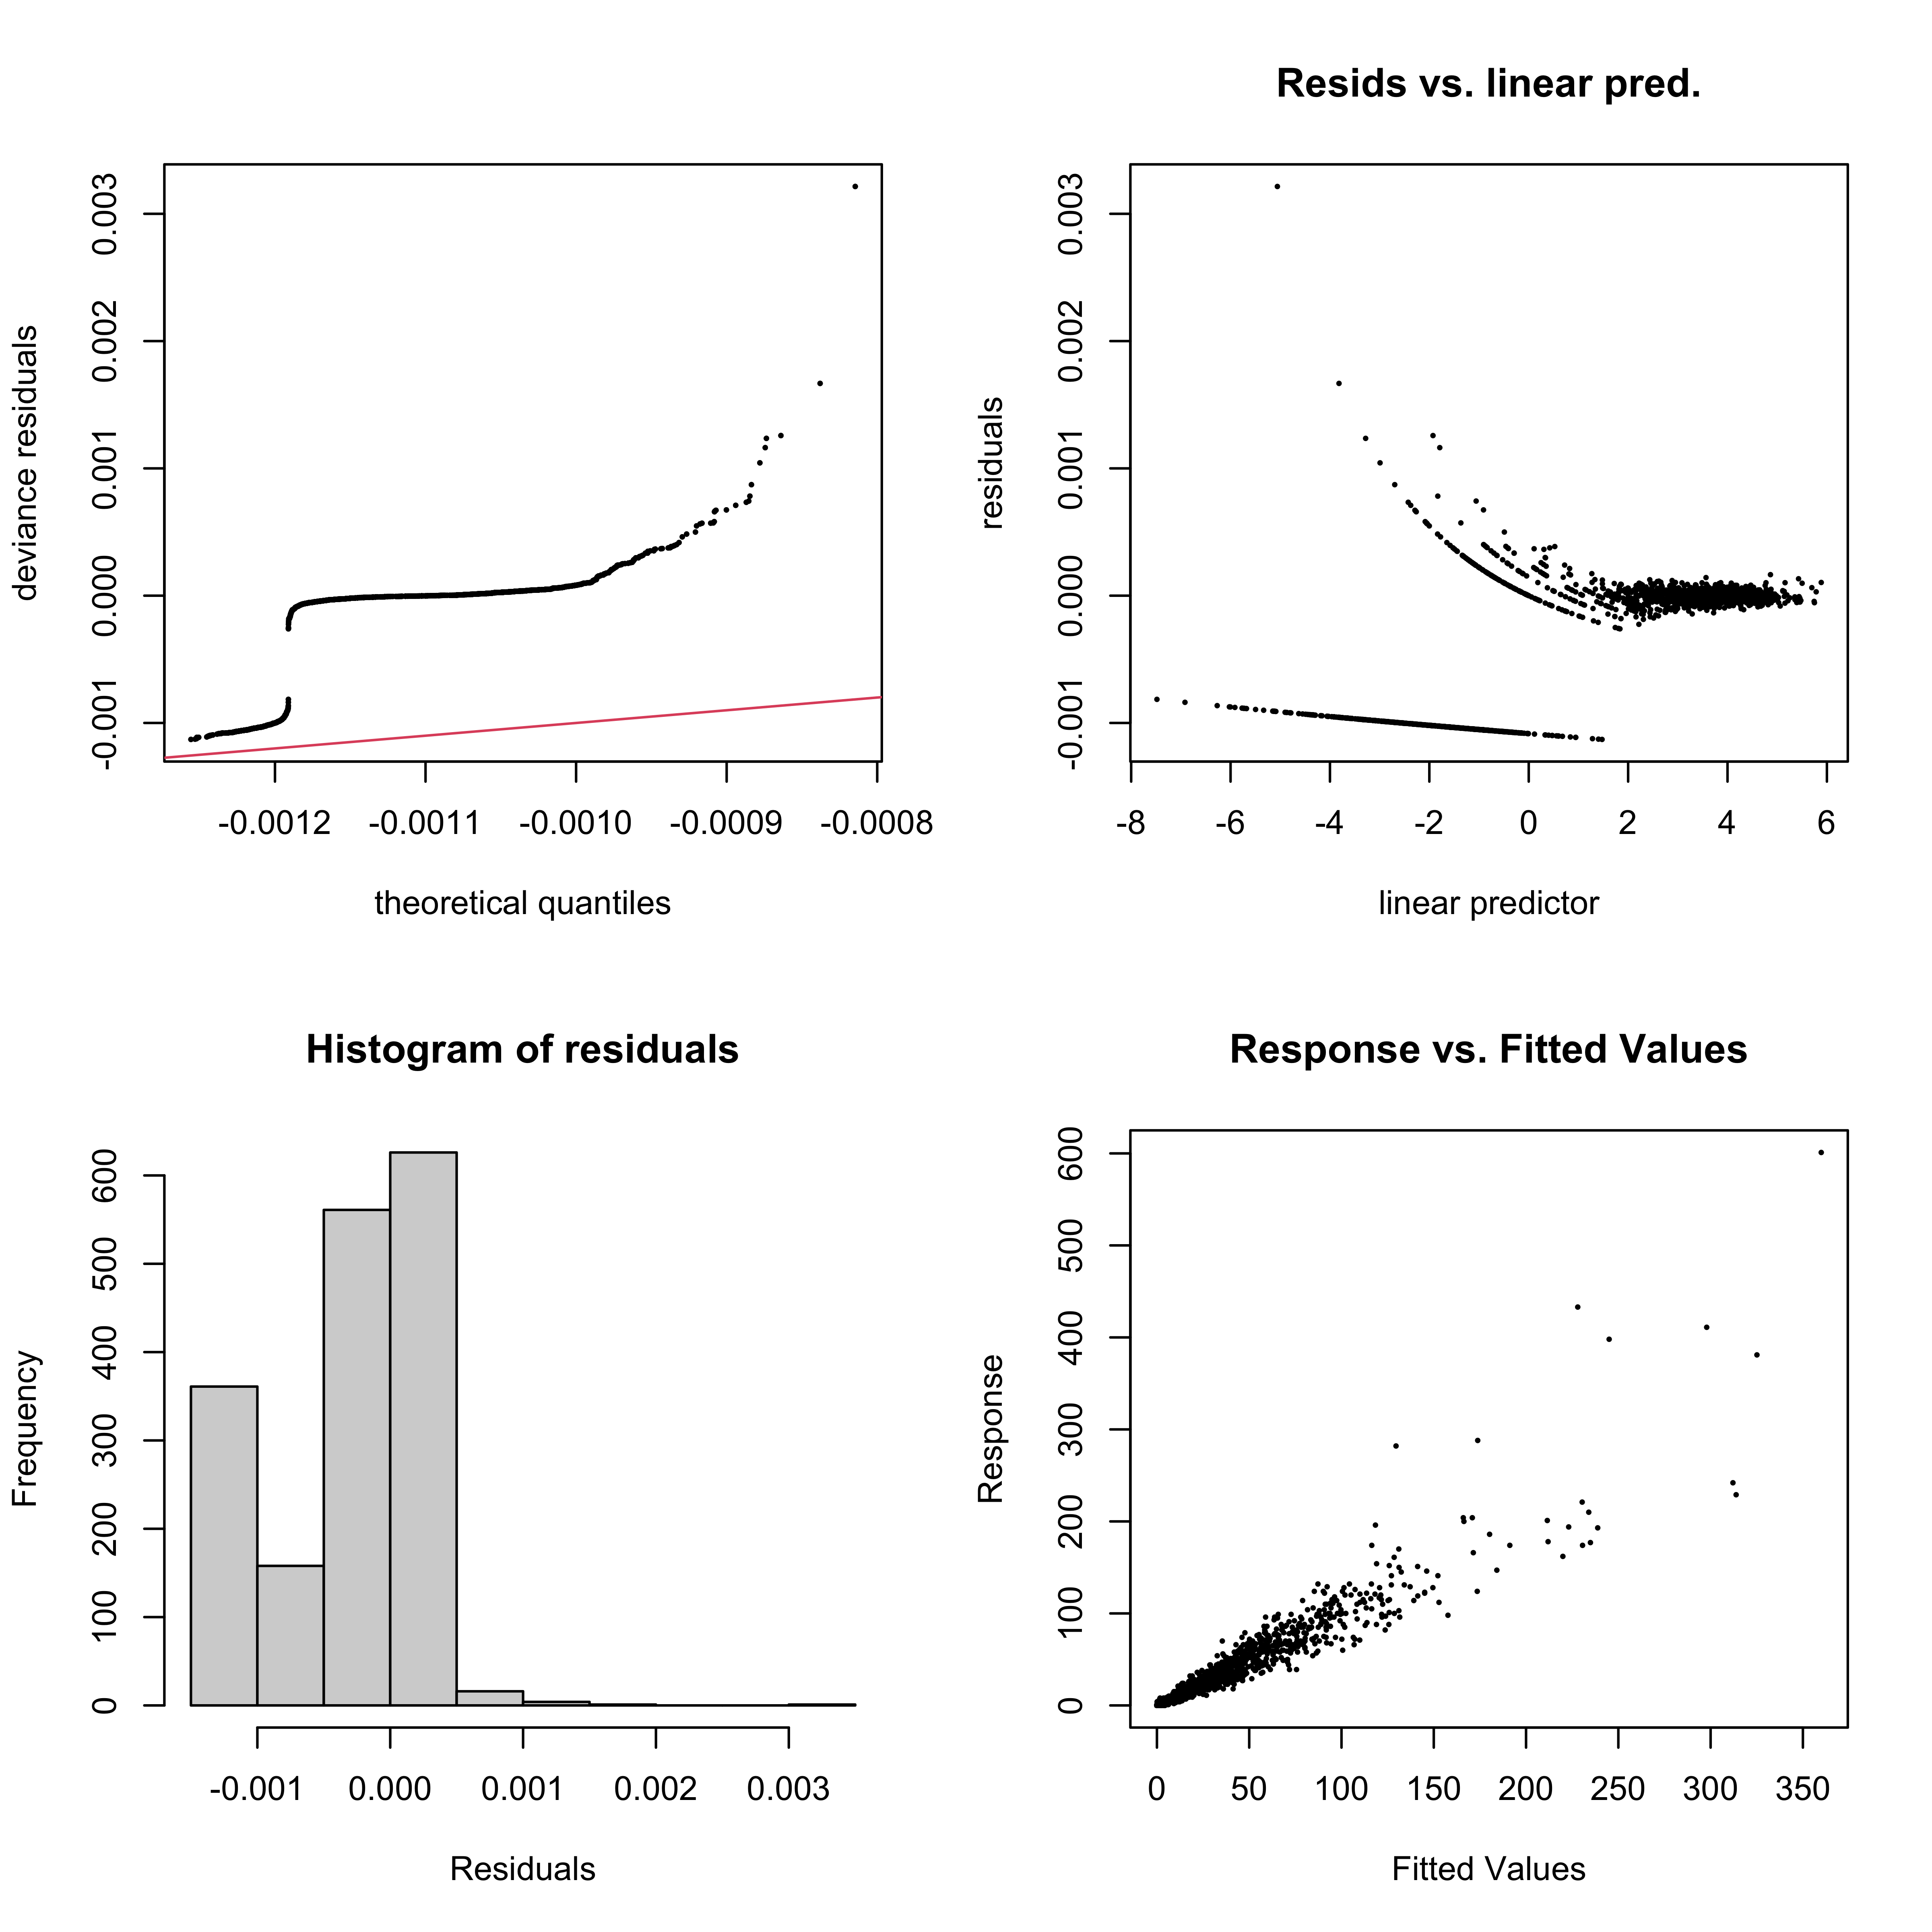 deviance residuals
0.003
0.002
0.001
0.000
-0.001
-0.0012 -0.0011 -0.0010 -0.0009 -0.0008
theoretical quantiles
Resids vs. linear pred.
residuals
0.003
0.002
0.001
0.000
-0.001
-8 -6 -4 -2 0 2 4 6
linear predictor
Histogram of residuals
Frequency
600
500
400
300
200
100
0
-0.001 0.000 0.001 0.002 0.003
Residuals
Response vs. Fitted Values
Response
600
500
400
300
200
100
0
0 50 100 150 200 250 300 350
Fitted Values